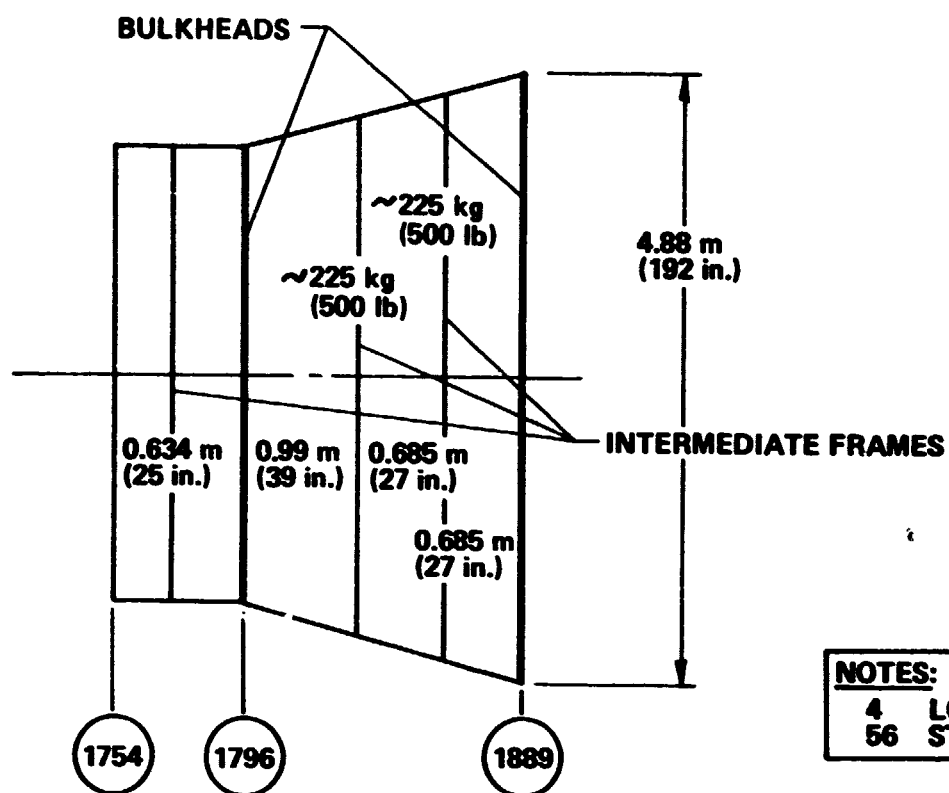 BULKHEADS
~225 kg
(500 lb)
4.88 m
(192 in.)
~225 kg
(500 lb)
INTERMEDIATE FRAMES
0.634 m
(25 in.)
0.99 m
(39 in.)
0.685 m
(27 in.)
0.685 m
(27 in.)
NOTES:
4
56
1754
1796
1889